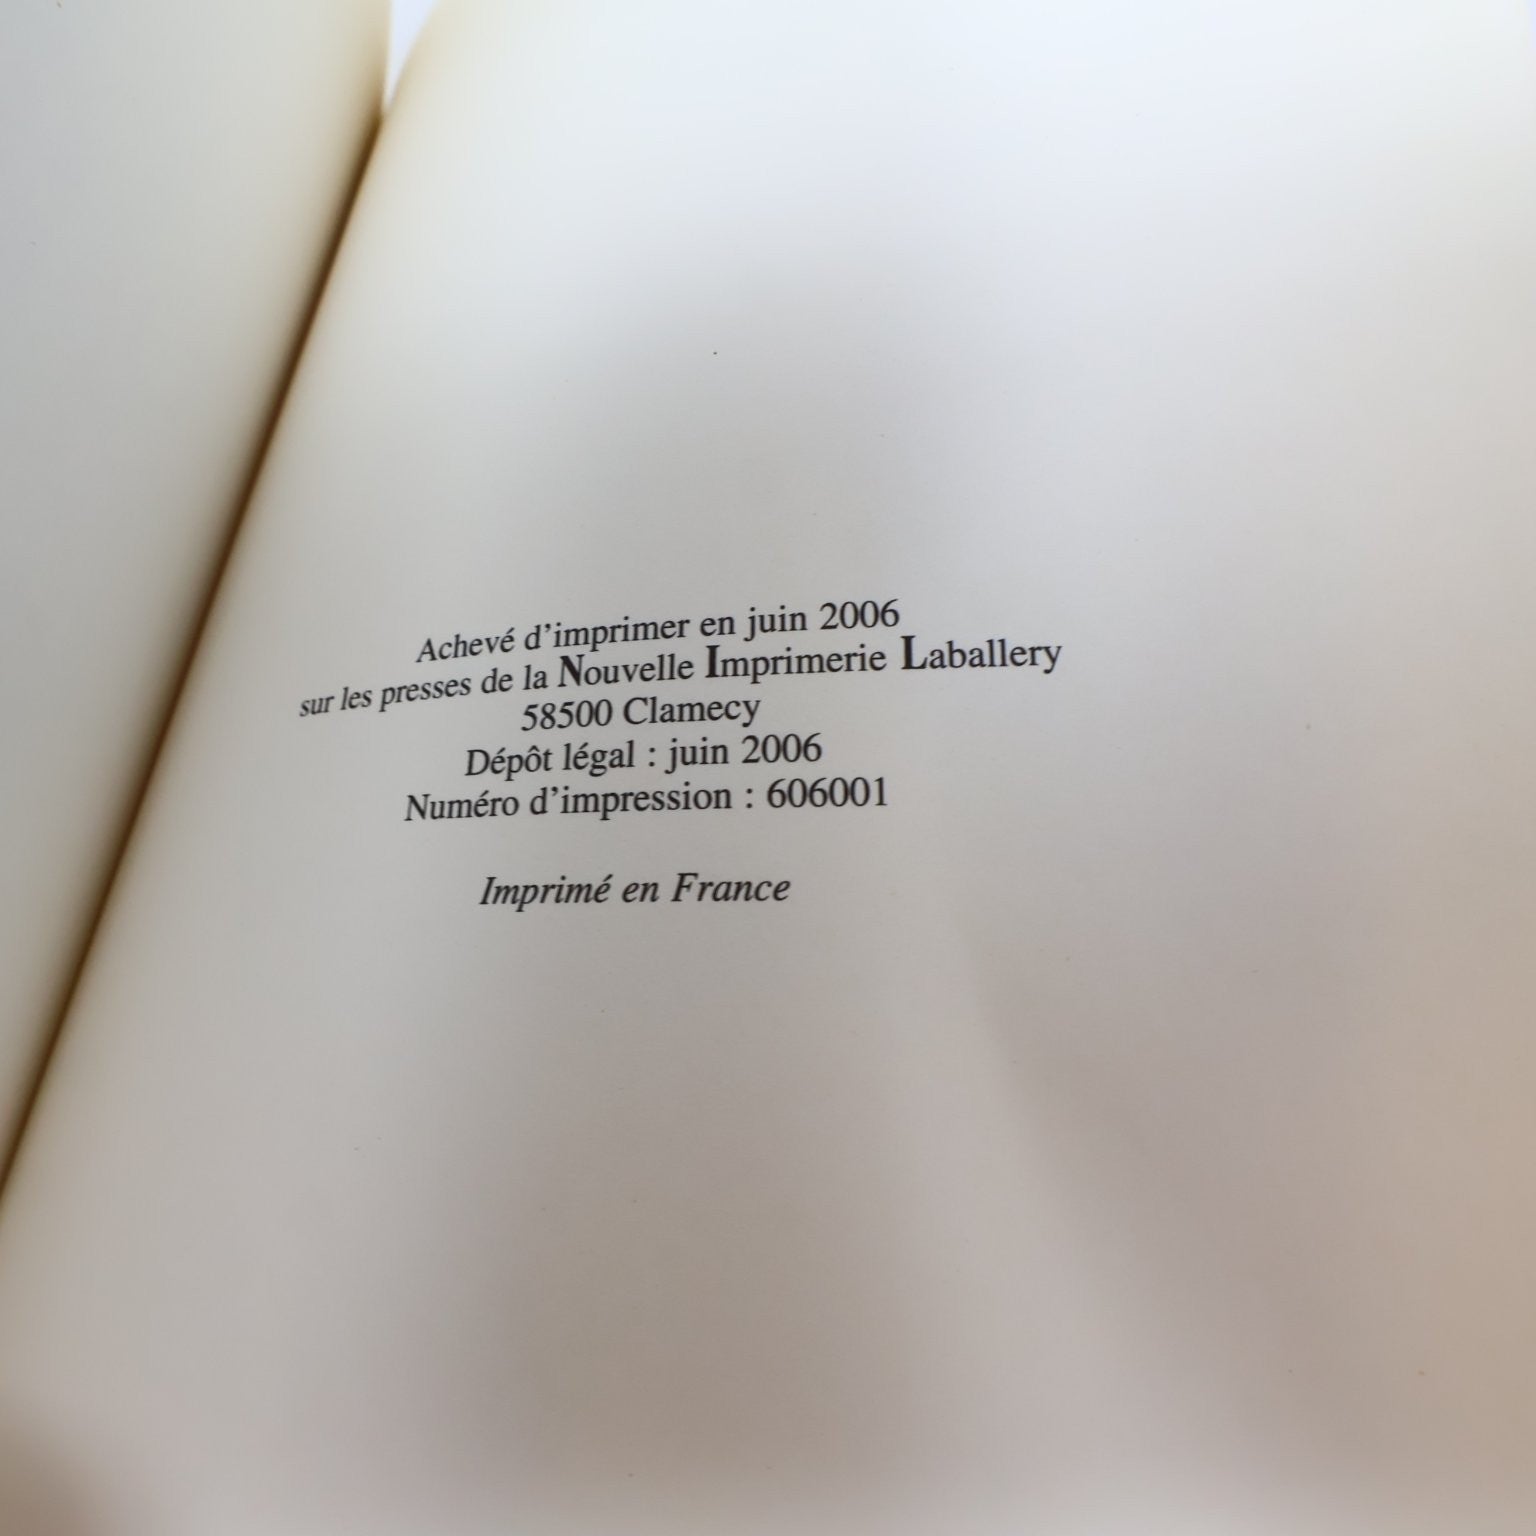 Achevé d'imprimer en juin 2006
sur les presses de la Nouvelle Imprimerie Laballery
58500 Clamecy
Dépôt légal : juin 2006
Numéro d'impression : 606001
Imprimé en France